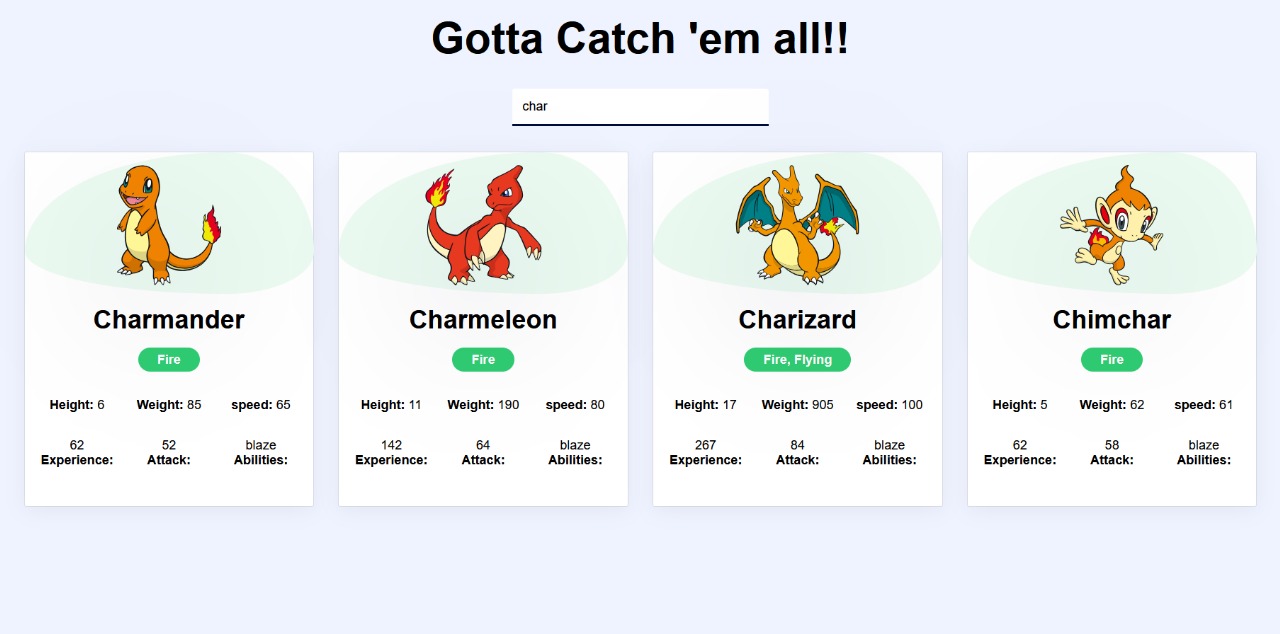 Gotta Catch 'em all!!
char
Charmander
Fire
Height: 6 Weight: 85 speed: 65
62 52 blaze
Experience: Attack: Abilities:
Charmeleon
Fire
Height: 11 Weight: 190 speed: 80
142 64 blaze
Experience: Attack: Abilities:
Charizard
Fire, Flying
Height: 17 Weight: 905 speed: 100
267 84 blaze
Experience: Attack: Abilities:
Chimchar
Fire
Height: 5 Weight: 62 speed: 61
62 58 blaze
Experience: Attack: Abilities: